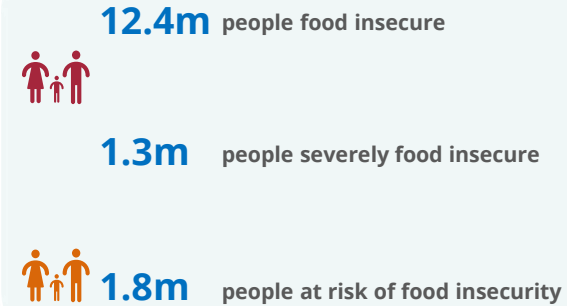 12.4m people food insecure
1.3m people severely food insecure
1.8m people at risk of food insecurity